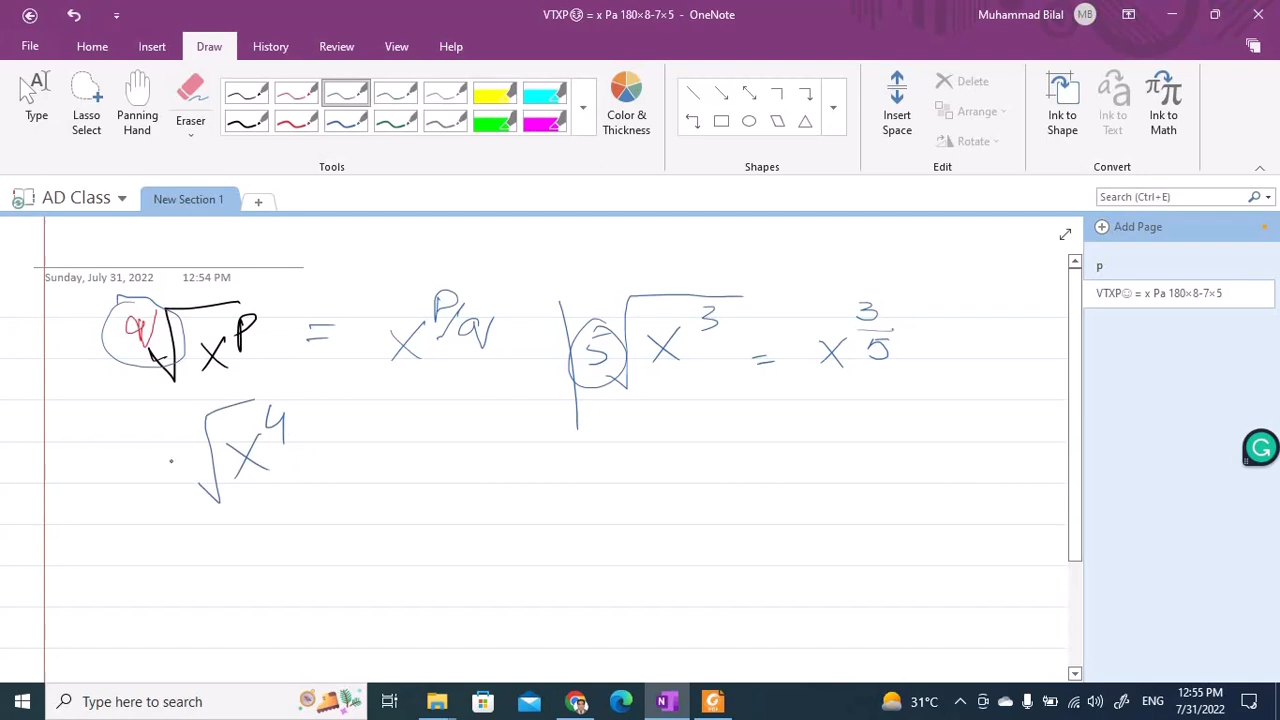 VTXP☺ = x Pa 180×8-7×5 - OneNote
Muhammad Bilal MB
File Home Insert Draw History Review View Help
Type
Lasso Select
Panning Hand
Eraser
Color & Thickness
Insert Space
Delete
Arrange
Rotate
Ink to Shape
Ink to Text
Ink to Math
Tools Shapes Edit Convert
AD Class New Section 1
Search (Ctrl+E)
Add Page
p
VTXP☺ = x Pa 180×8-7×5
Sunday, July 31, 2022 12:54 PM
q√x^p = x^p/q
5√x^3 = x^3/5
√x^4
Type here to search
31°C
ENG
12:55 PM
7/31/2022